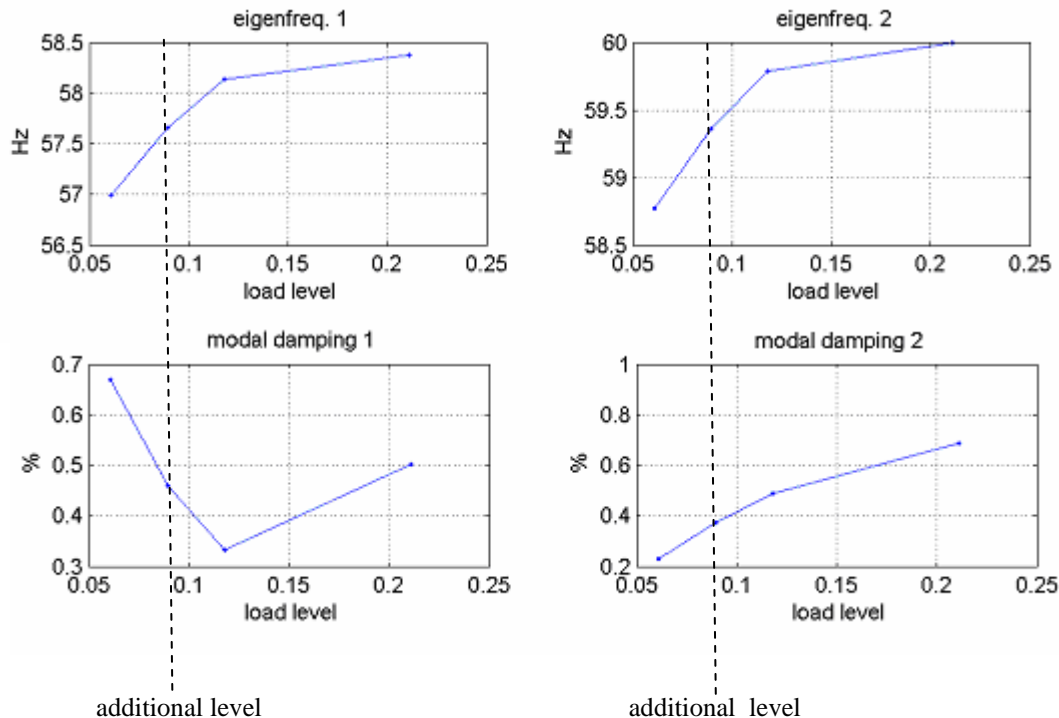 eigenfreq. 1
58.5
58
57.5
57
56.5
Hz
0.05 0.1 0.15 0.2 0.25
load level
eigenfreq. 2
60
59.5
59
58.5
Hz
0.05 0.1 0.15 0.2 0.25
load level
modal damping 1
0.7
0.6
0.5
0.4
0.3
%
0.05 0.1 0.15 0.2 0.25
load level
modal damping 2
1
0.8
0.6
0.4
0.2
%
0.05 0.1 0.15 0.2 0.25
load level
additional level
additional level